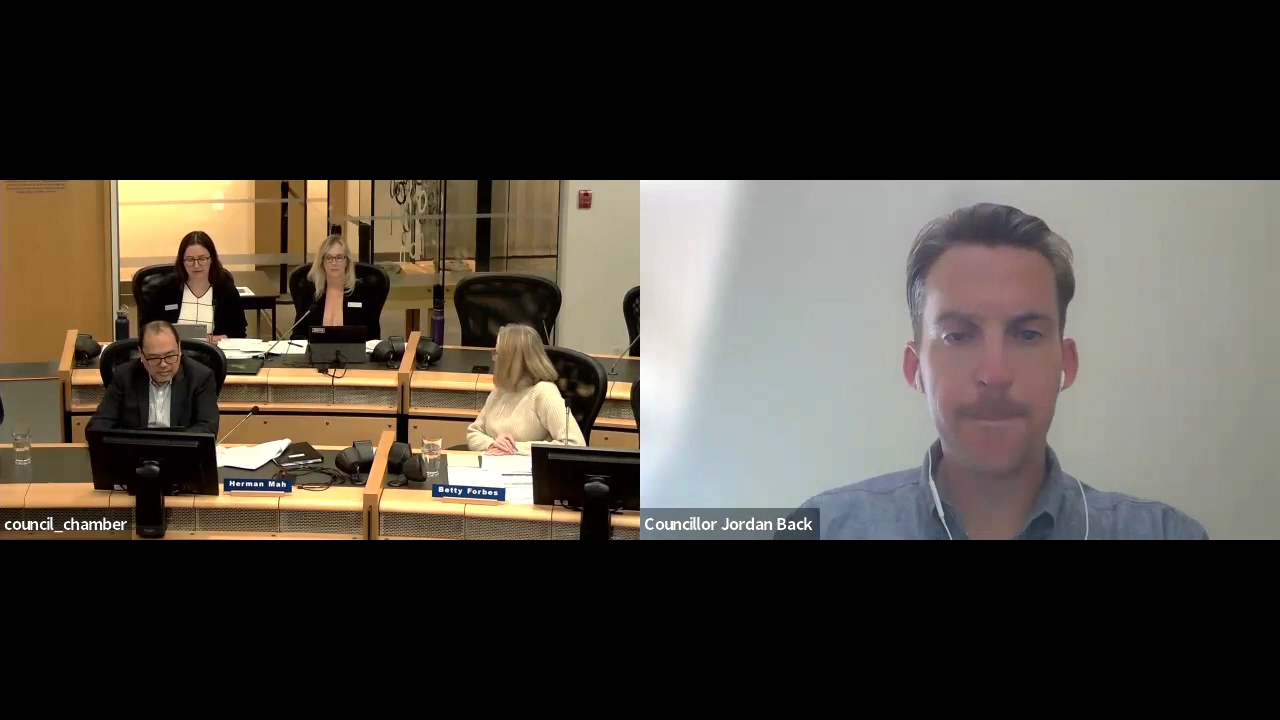 Herman Mah
Betty Forbes
council_chamber
Councillor Jordan Back